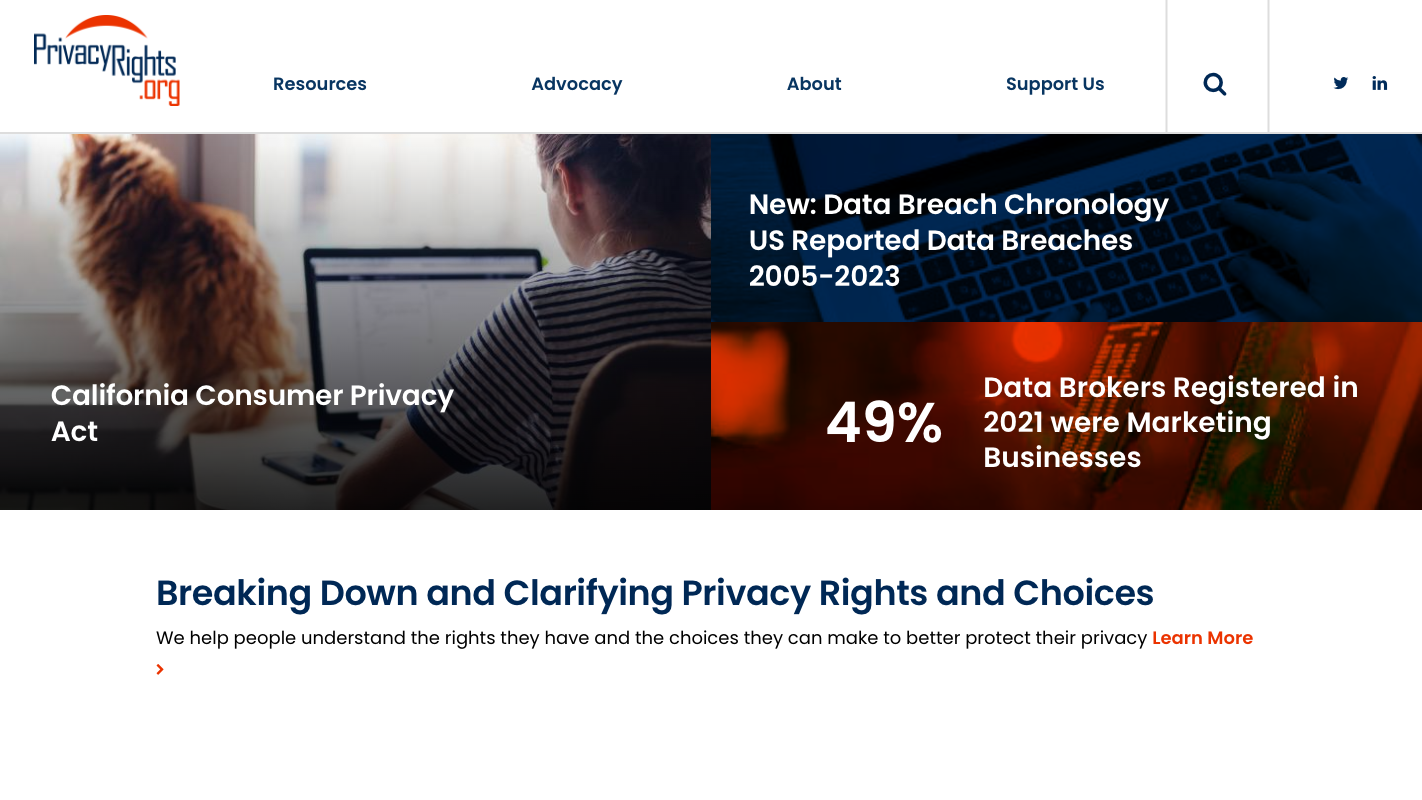 PrivacyRights
.org
Resources
Advocacy
About
Support Us
California Consumer Privacy
Act
New: Data Breach Chronology
US Reported Data Breaches
2005-2023
49%
Data Brokers Registered in
2021 were Marketing
Businesses
Breaking Down and Clarifying Privacy Rights and Choices
We help people understand the rights they have and the choices they can make to better protect their privacy Learn More